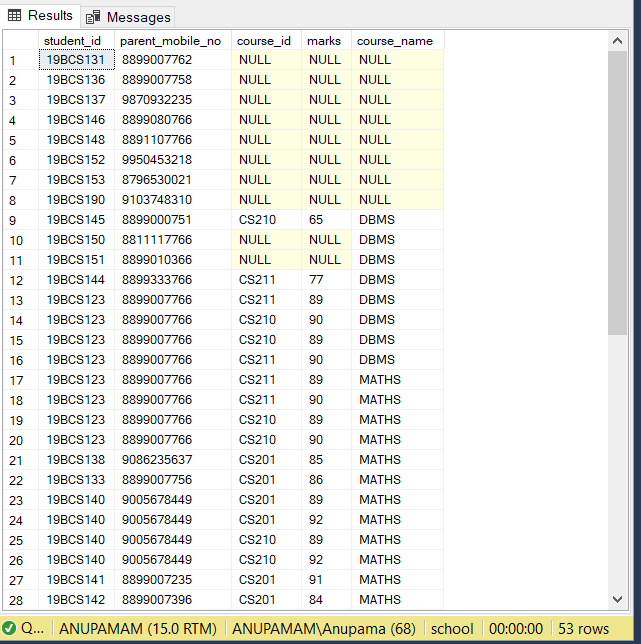 Results Messages
student_id parent_mobile_no course_id marks course_name
1 19BCS131 8899007762 NULL NULL NULL
2 19BCS136 8899007758 NULL NULL NULL
3 19BCS137 9870932235 NULL NULL NULL
4 19BCS146 8899080766 NULL NULL NULL
5 19BCS148 8891107766 NULL NULL NULL
6 19BCS152 9950453218 NULL NULL NULL
7 19BCS153 8796530021 NULL NULL NULL
8 19BCS190 9103748310 NULL NULL NULL
9 19BCS145 8899000751 CS210 65 DBMS
10 19BCS150 8811117766 NULL NULL DBMS
11 19BCS151 8899010366 NULL NULL DBMS
12 19BCS144 8899333766 CS211 77 DBMS
13 19BCS123 8899007766 CS211 89 DBMS
14 19BCS123 8899007766 CS210 90 DBMS
15 19BCS123 8899007766 CS210 89 DBMS
16 19BCS123 8899007766 CS211 90 DBMS
17 19BCS123 8899007766 CS211 89 MATHS
18 19BCS123 8899007766 CS211 90 MATHS
19 19BCS123 8899007766 CS210 89 MATHS
20 19BCS123 8899007766 CS210 90 MATHS
21 19BCS138 9086235637 CS201 85 MATHS
22 19BCS133 8899007756 CS201 86 MATHS
23 19BCS140 9005678449 CS201 89 MATHS
24 19BCS140 9005678449 CS201 92 MATHS
25 19BCS140 9005678449 CS210 89 MATHS
26 19BCS140 9005678449 CS210 92 MATHS
27 19BCS141 8899007235 CS201 91 MATHS
28 19BCS142 8899007396 CS201 84 MATHS
Q... ANUPAMAM (15.0 RTM) ANUPAMAM\Anupama (68) school 00:00:00 53 rows